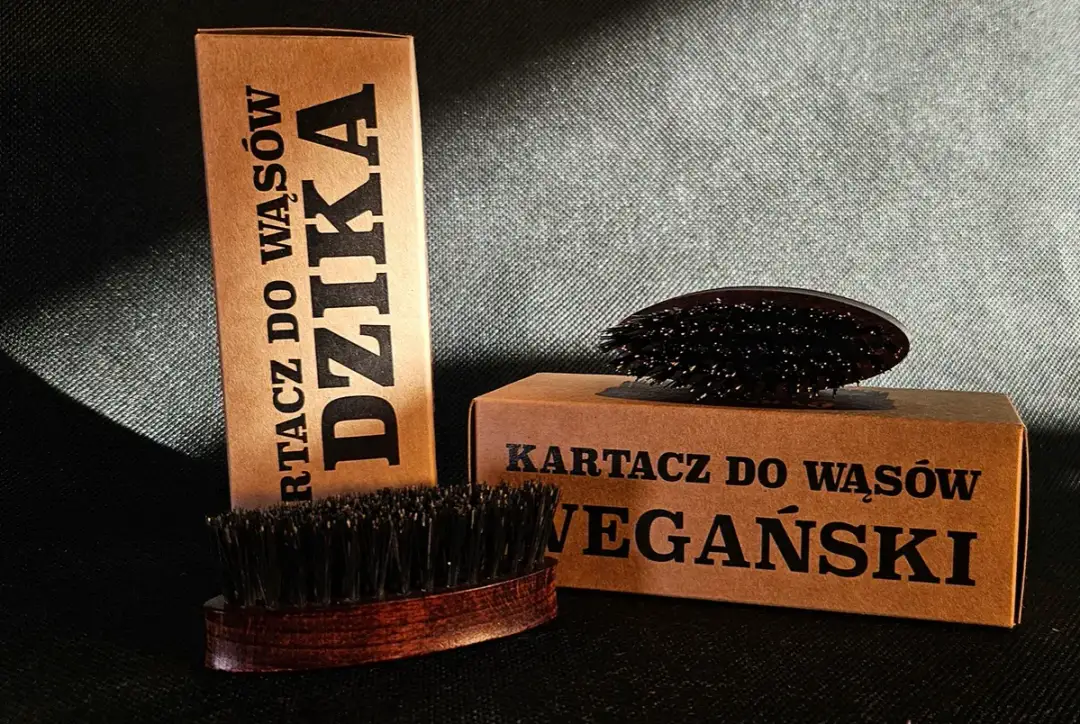 RTACZ DO WĄSÓW
DZIKA
KARTACZ DO WĄSÓW
WEGAŃSKI